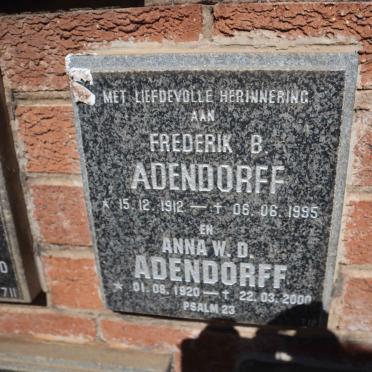 MET LIEFDEVOLLE HERINNERING
AAN
FREDERIK B.
ADENDORFF
* 15.12.1912 — † 06.06.1995
EN
ANNA W.D.
ADENDORFF
* 01.08.1920 — † 22.03.2000
PSALM 23